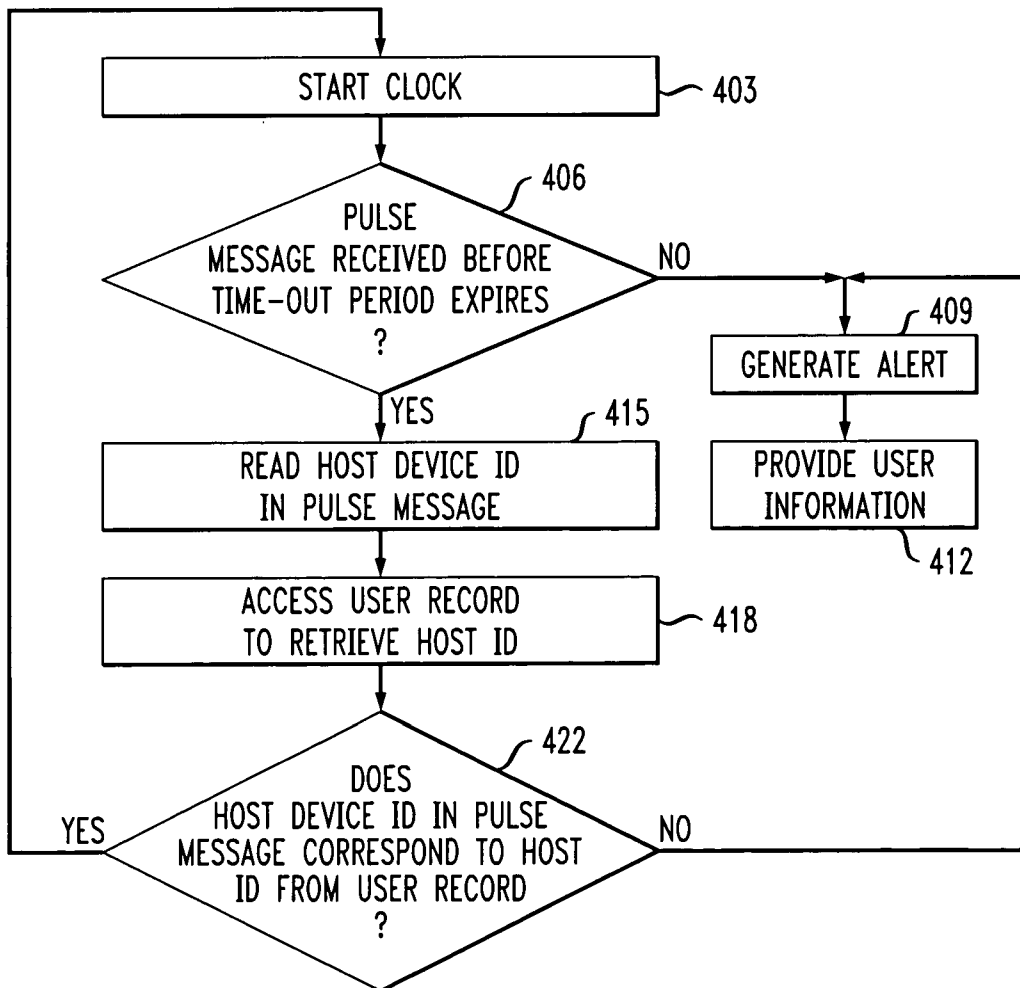 START CLOCK
403
406
PULSE
MESSAGE RECEIVED BEFORE
TIME-OUT PERIOD EXPIRES
?
NO
YES
409
GENERATE ALERT
PROVIDE USER
INFORMATION
412
415
READ HOST DEVICE ID
IN PULSE MESSAGE
ACCESS USER RECORD
TO RETRIEVE HOST ID
418
422
DOES
HOST DEVICE ID IN PULSE
MESSAGE CORRESPOND TO HOST
ID FROM USER RECORD
?
YES
NO